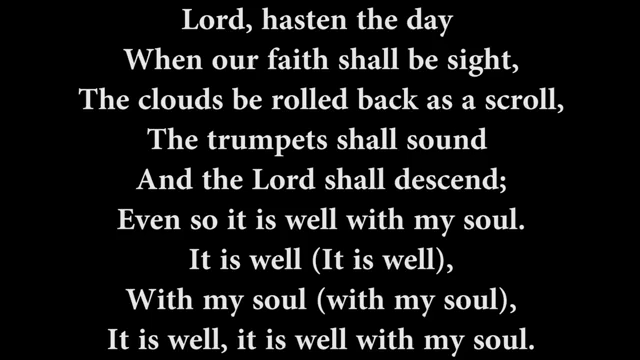 Lord, hasten the day
When our faith shall be sight,
The clouds be rolled back as a scroll,
The trumpets shall sound
And the Lord shall descend;
Even so it is well with my soul.
It is well (It is well),
With my soul (with my soul),
It is well, it is well with my soul.